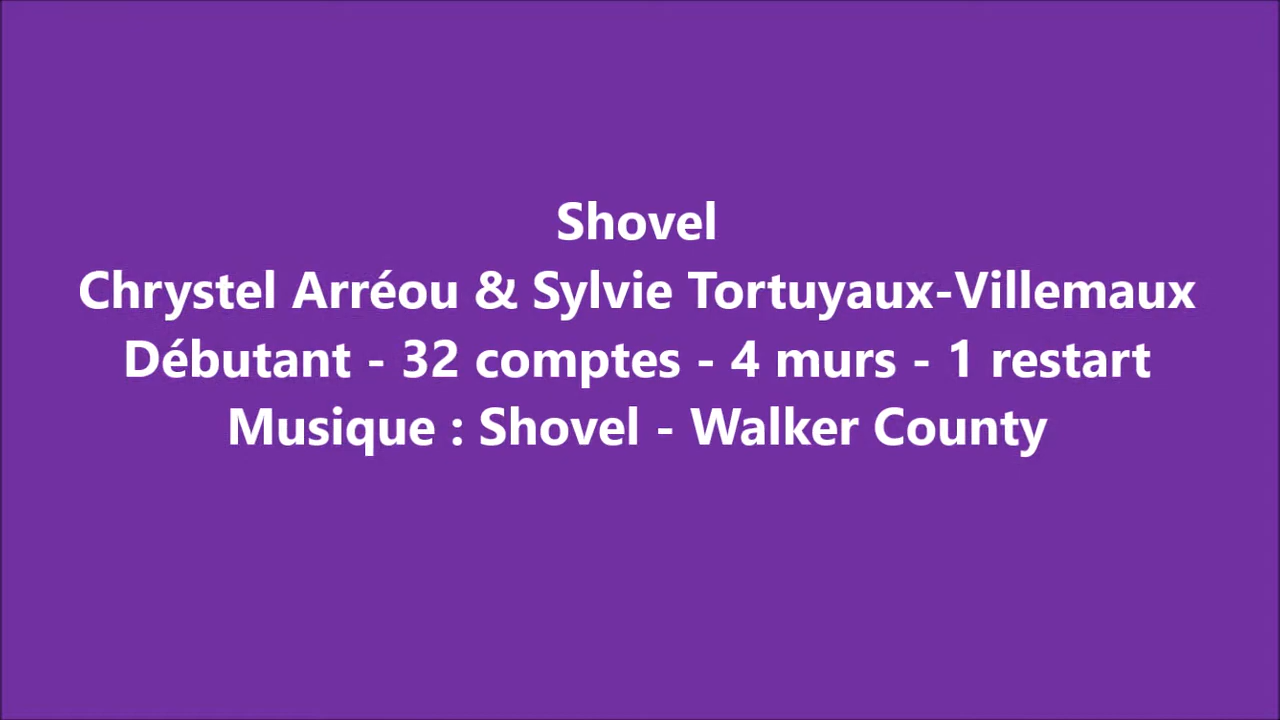 Shovel
Chrystel Arréou & Sylvie Tortuyaux-Villemaux
Débutant - 32 comptes - 4 murs - 1 restart
Musique : Shovel - Walker County